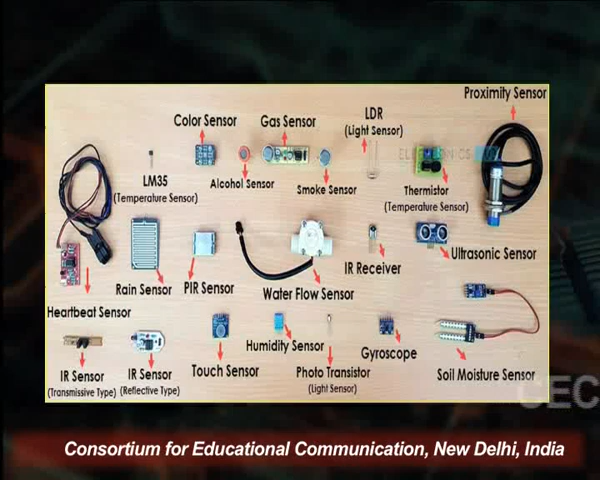 Proximity Sensor
Color Sensor
Gas Sensor
LDR
(Light Sensor)
LM35
(Temperature Sensor)
Alcohol Sensor
Smoke Sensor
Thermistor
(Temperature Sensor)
Heartbeat Sensor
Rain Sensor
PIR Sensor
Water Flow Sensor
IR Receiver
Ultrasonic Sensor
IR Sensor
(Transmissive Type)
IR Sensor
(Reflective Type)
Touch Sensor
Humidity Sensor
Photo Transistor
(Light Sensor)
Gyroscope
Soil Moisture Sensor
CEC
Consortium for Educational Communication, New Delhi, India